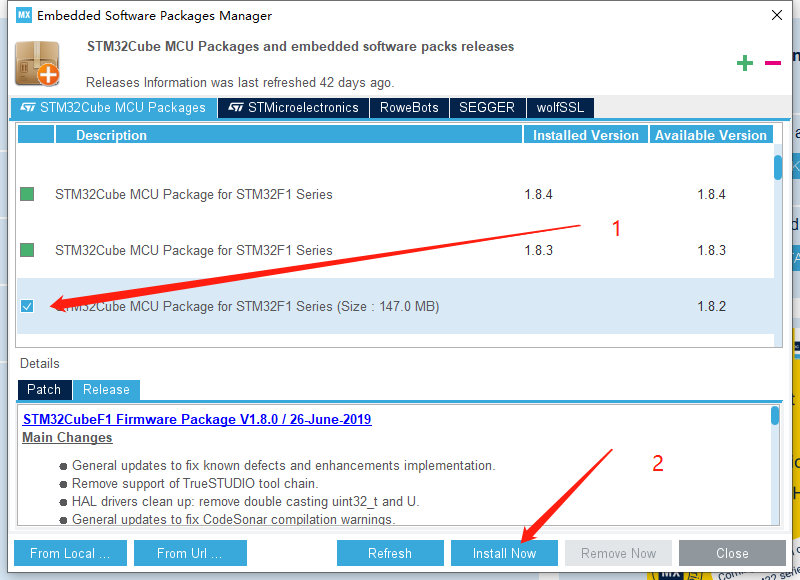 MX Embedded Software Packages Manager
STM32Cube MCU Packages and embedded software packs releases
Releases Information was last refreshed 42 days ago.
STM32Cube MCU Packages STMicroelectronics RoweBots SEGGER wolfSSL
Description Installed Version Available Version
STM32Cube MCU Package for STM32F1 Series 1.8.4 1.8.4
1
STM32Cube MCU Package for STM32F1 Series 1.8.3 1.8.3
STM32Cube MCU Package for STM32F1 Series (Size : 147.0 MB) 1.8.2
Details
Patch Release
STM32CubeF1 Firmware Package V1.8.0 / 26-June-2019
Main Changes
General updates to fix known defects and enhancements implementation.
2
Remove support of TrueSTUDIO tool chain.
HAL drivers clean up: remove double casting uint32_t and U.
General updates to fix CodeSonar compilation warnings.
From Local ... From Url ... Refresh Install Now Remove Now Close
MX